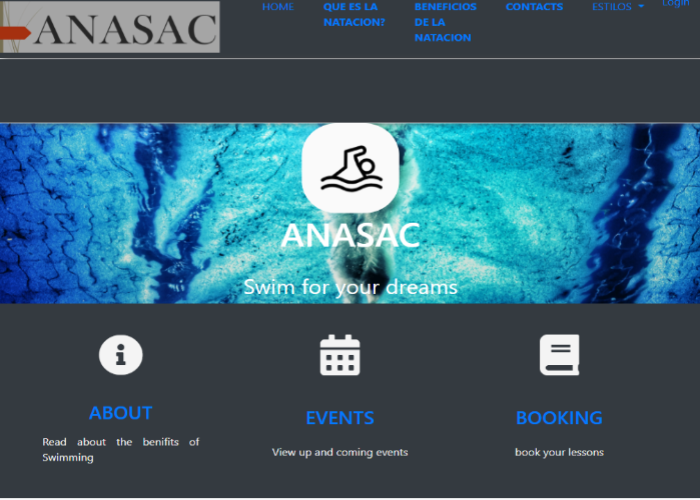 ANASAC
HOME
QUE ES LA
NATACION?
BENEFICIOS
DE LA
NATACION
CONTACTS
ESTILOS
Login
ANASAC
Swim for your dreams
ABOUT
Read about the benifits of
Swimming
EVENTS
View up and coming events
BOOKING
book your lessons